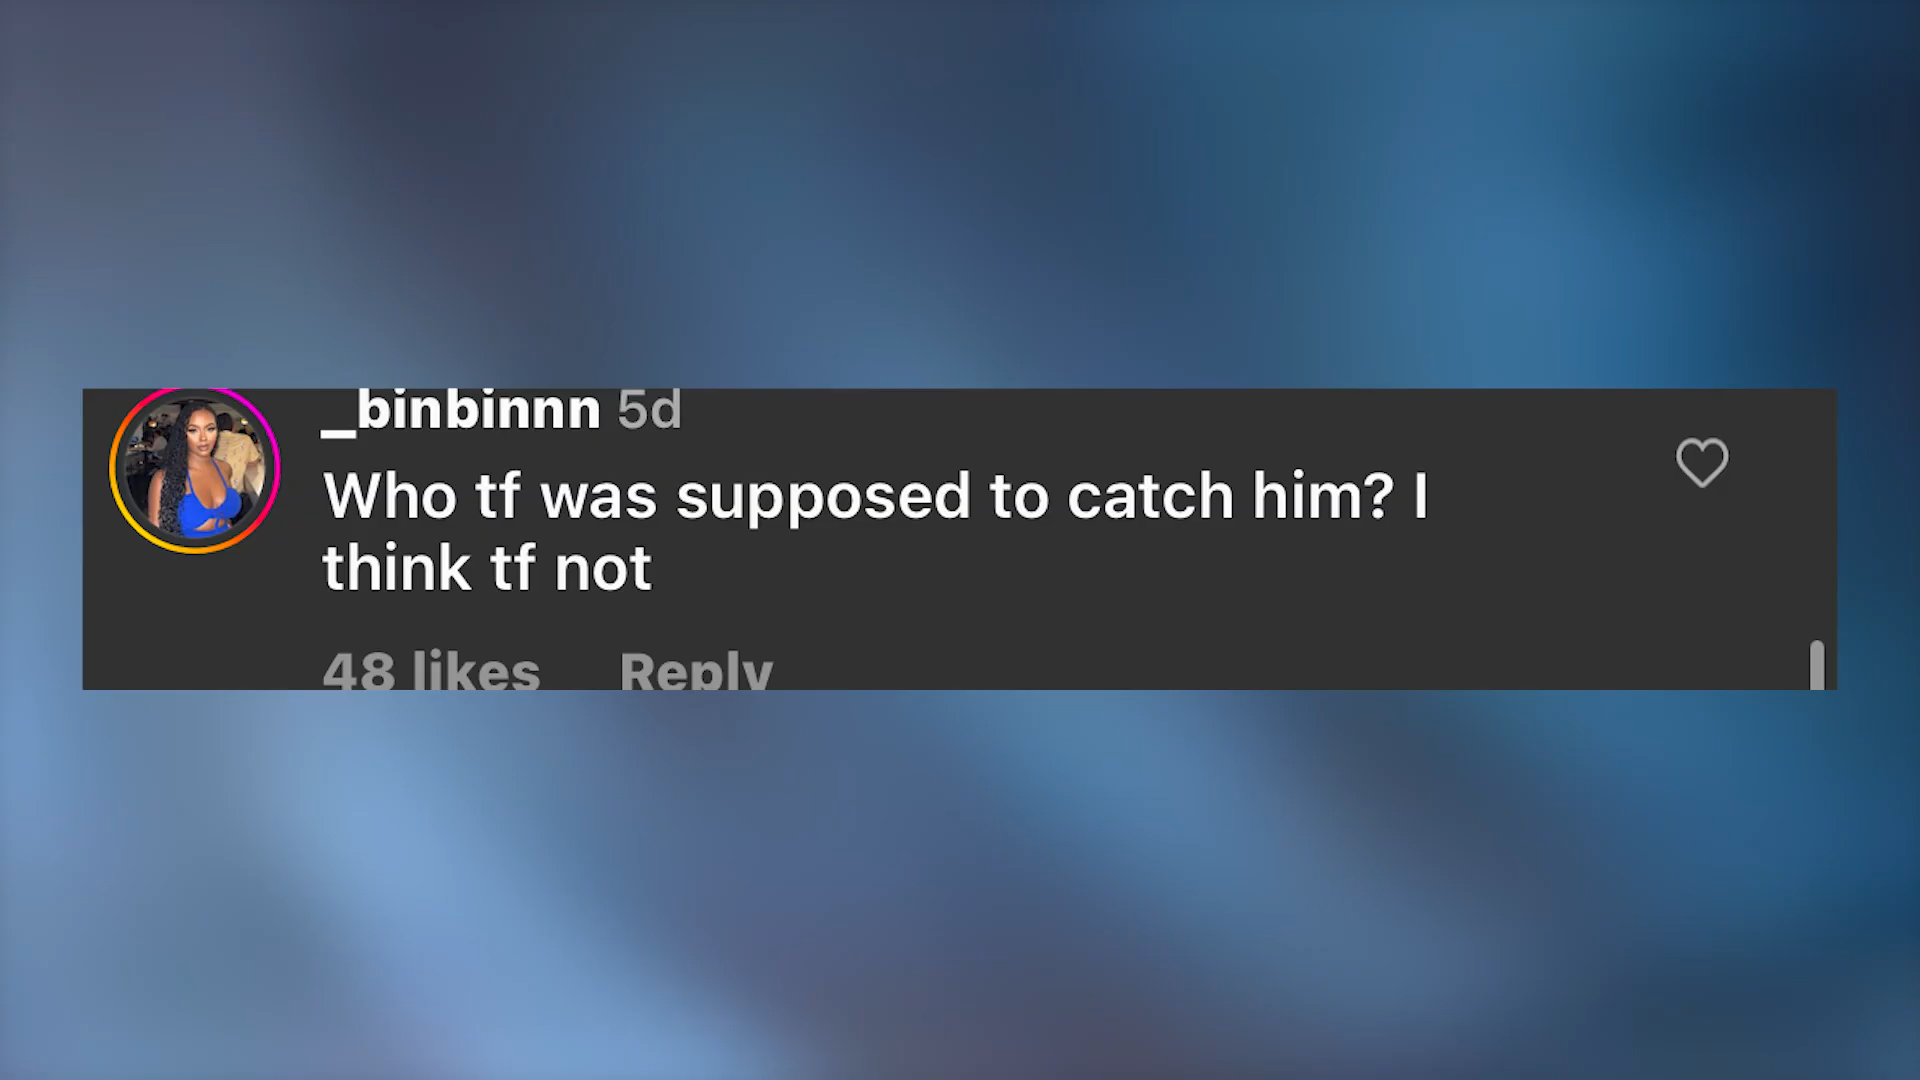 _binbinnn 5d
Who tf was supposed to catch him? I
think tf not
48 likes Reply